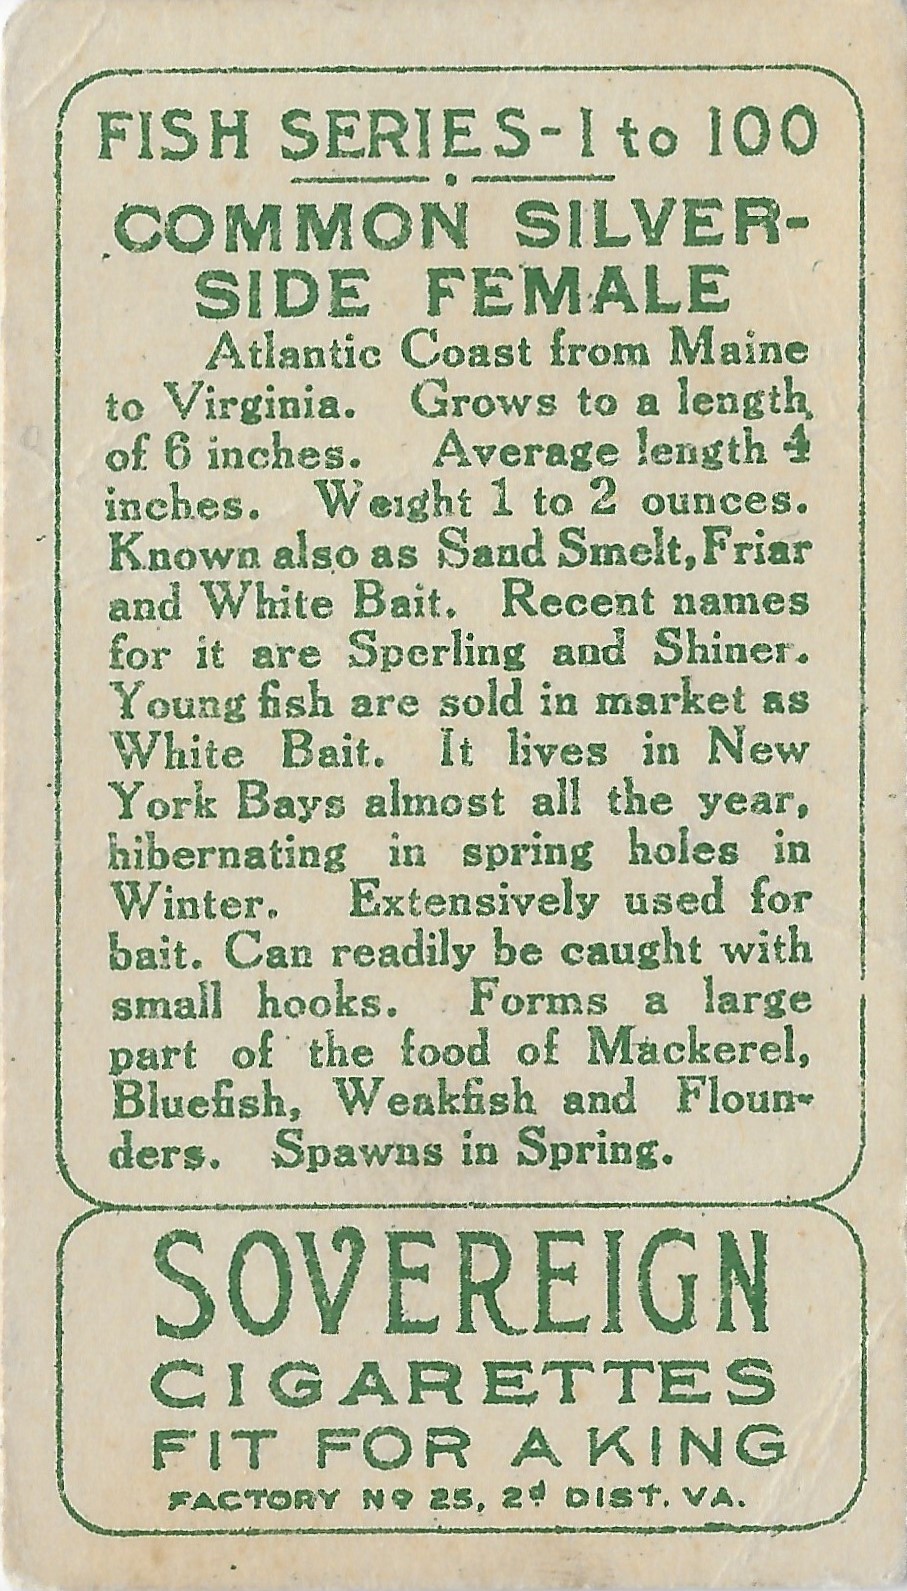 FISH SERIES-1 to 100
COMMON SILVER-
SIDE FEMALE
Atlantic Coast from Maine
to Virginia. Grows to a length
of 6 inches. Average length 4
inches. Weight 1 to 2 ounces.
Known also as Sand Smelt, Friar
and White Bait. Recent names
for it are Sperling and Shiner.
Young fish are sold in market as
White Bait. It lives in New
York Bays almost all the year,
hibernating in spring holes in
Winter. Extensively used for
bait. Can readily be caught with
small hooks. Forms a large
part of the food of Mackerel,
Bluefish, Weakfish and Floun-
ders. Spawns in Spring.
SOVEREIGN
CIGARETTES
FIT FOR A KING
FACTORY Nº 25, 2d DIST. VA.